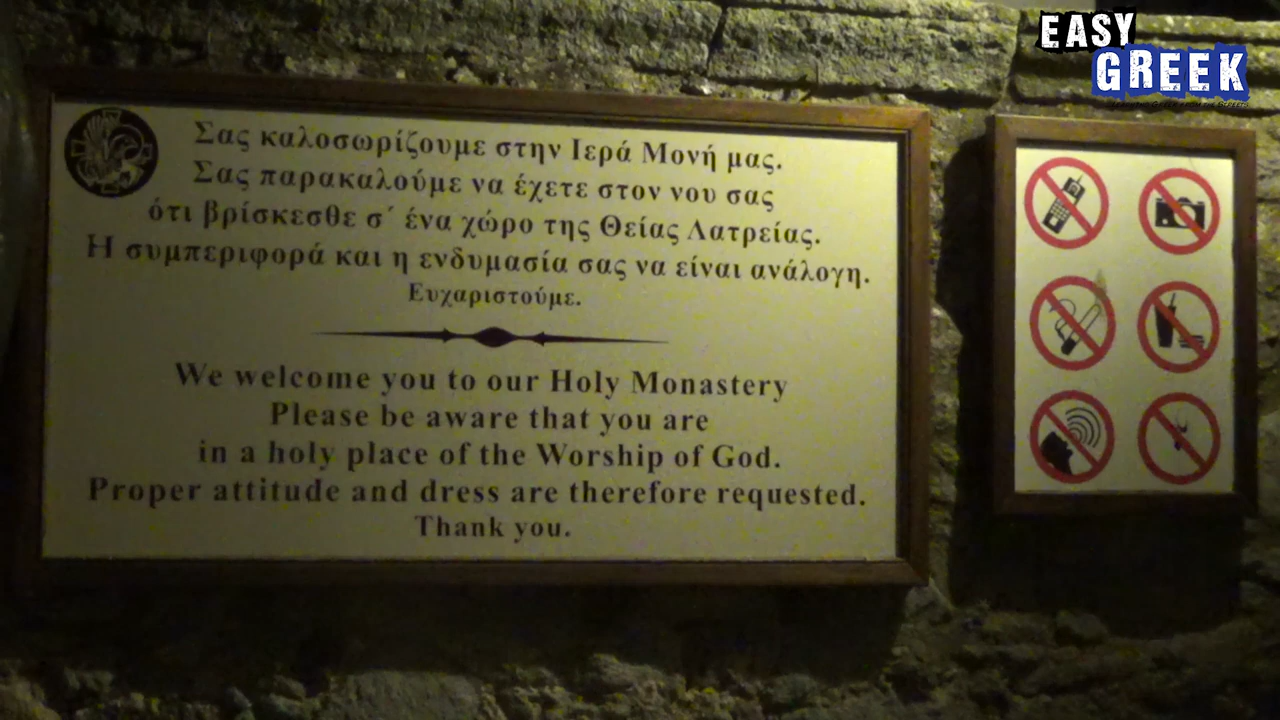 EASY
GREEK
Σας καλοσωρίζουμε στην Ιερά Μονή μας.
Σας παρακαλούμε να έχετε στον νου σας
ότι βρίσκεσθε σ΄ ένα χώρο της Θείας Λατρείας.
Η συμπεριφορά και η ενδυμασία σας να είναι ανάλογη.
Ευχαριστούμε.
We welcome you to our Holy Monastery
Please be aware that you are
in a holy place of the Worship of God.
Proper attitude and dress are therefore requested.
Thank you.